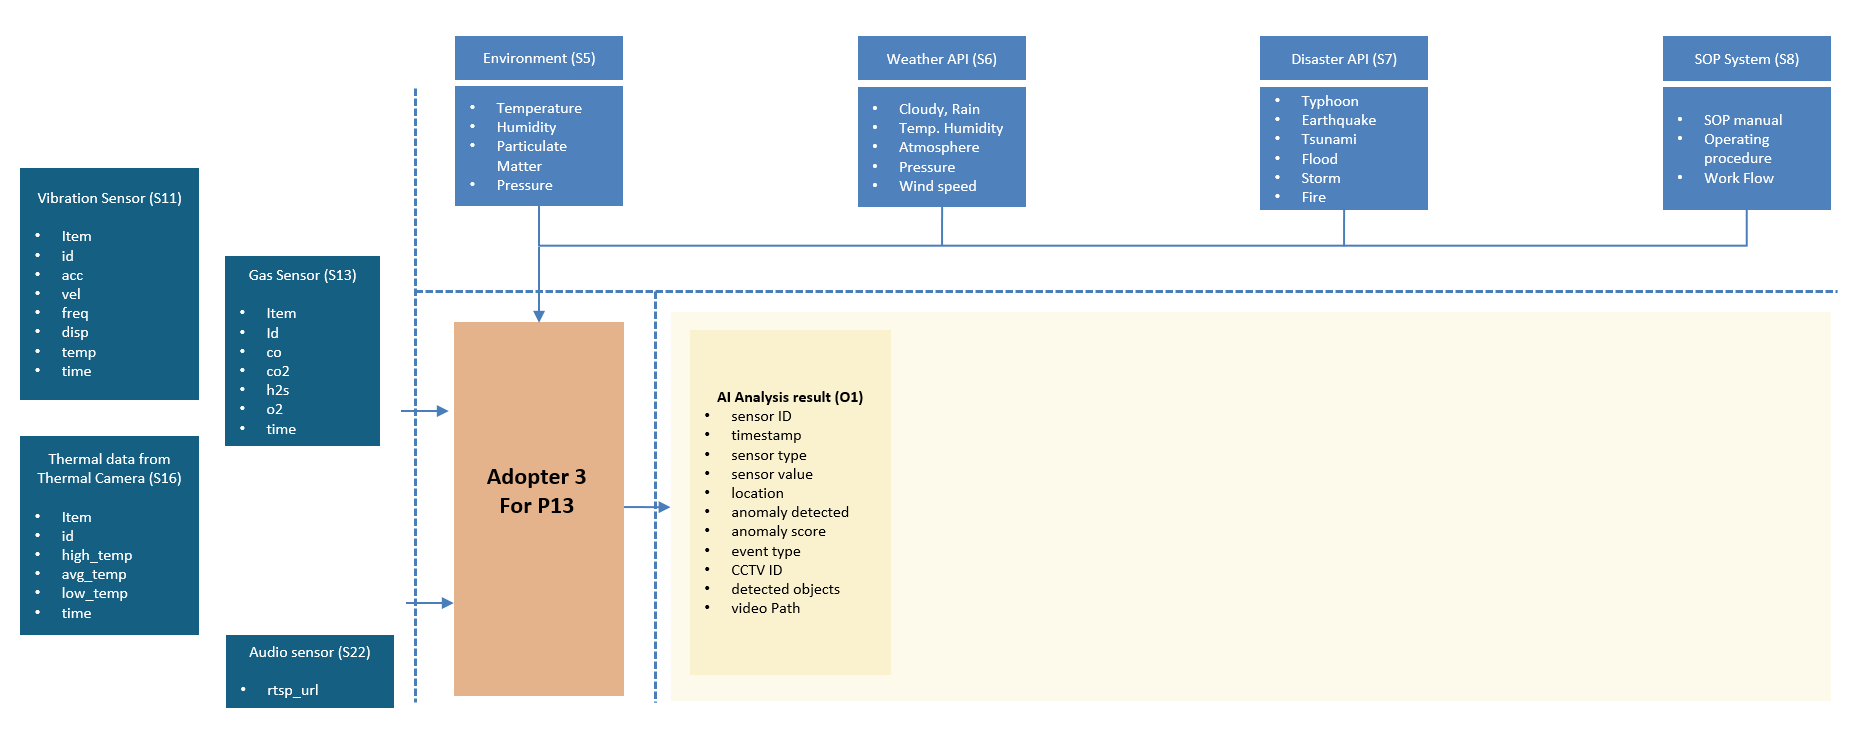 Environment (S5)
• Temperature
• Humidity
• Particulate
Matter
• Pressure
Weather API (S6)
• Cloudy, Rain
• Temp. Humidity
• Atmosphere
• Pressure
• Wind speed
Disaster API (S7)
• Typhoon
• Earthquake
• Tsunami
• Flood
• Storm
• Fire
SOP System (S8)
• SOP manual
• Operating
procedure
• Work Flow
Vibration Sensor (S11)
• Item
• id
• acc
• vel
• freq
• disp
• temp
• time
Gas Sensor (S13)
• Item
• Id
• co
• co2
• h2s
• o2
• time
Thermal data from
Thermal Camera (S16)
• Item
• id
• high_temp
• avg_temp
• low_temp
• time
Audio sensor (S22)
• rtsp_url
Adopter 3
For P13
AI Analysis result (O1)
• sensor ID
• timestamp
• sensor type
• sensor value
• location
• anomaly detected
• anomaly score
• event type
• CCTV ID
• detected objects
• video Path